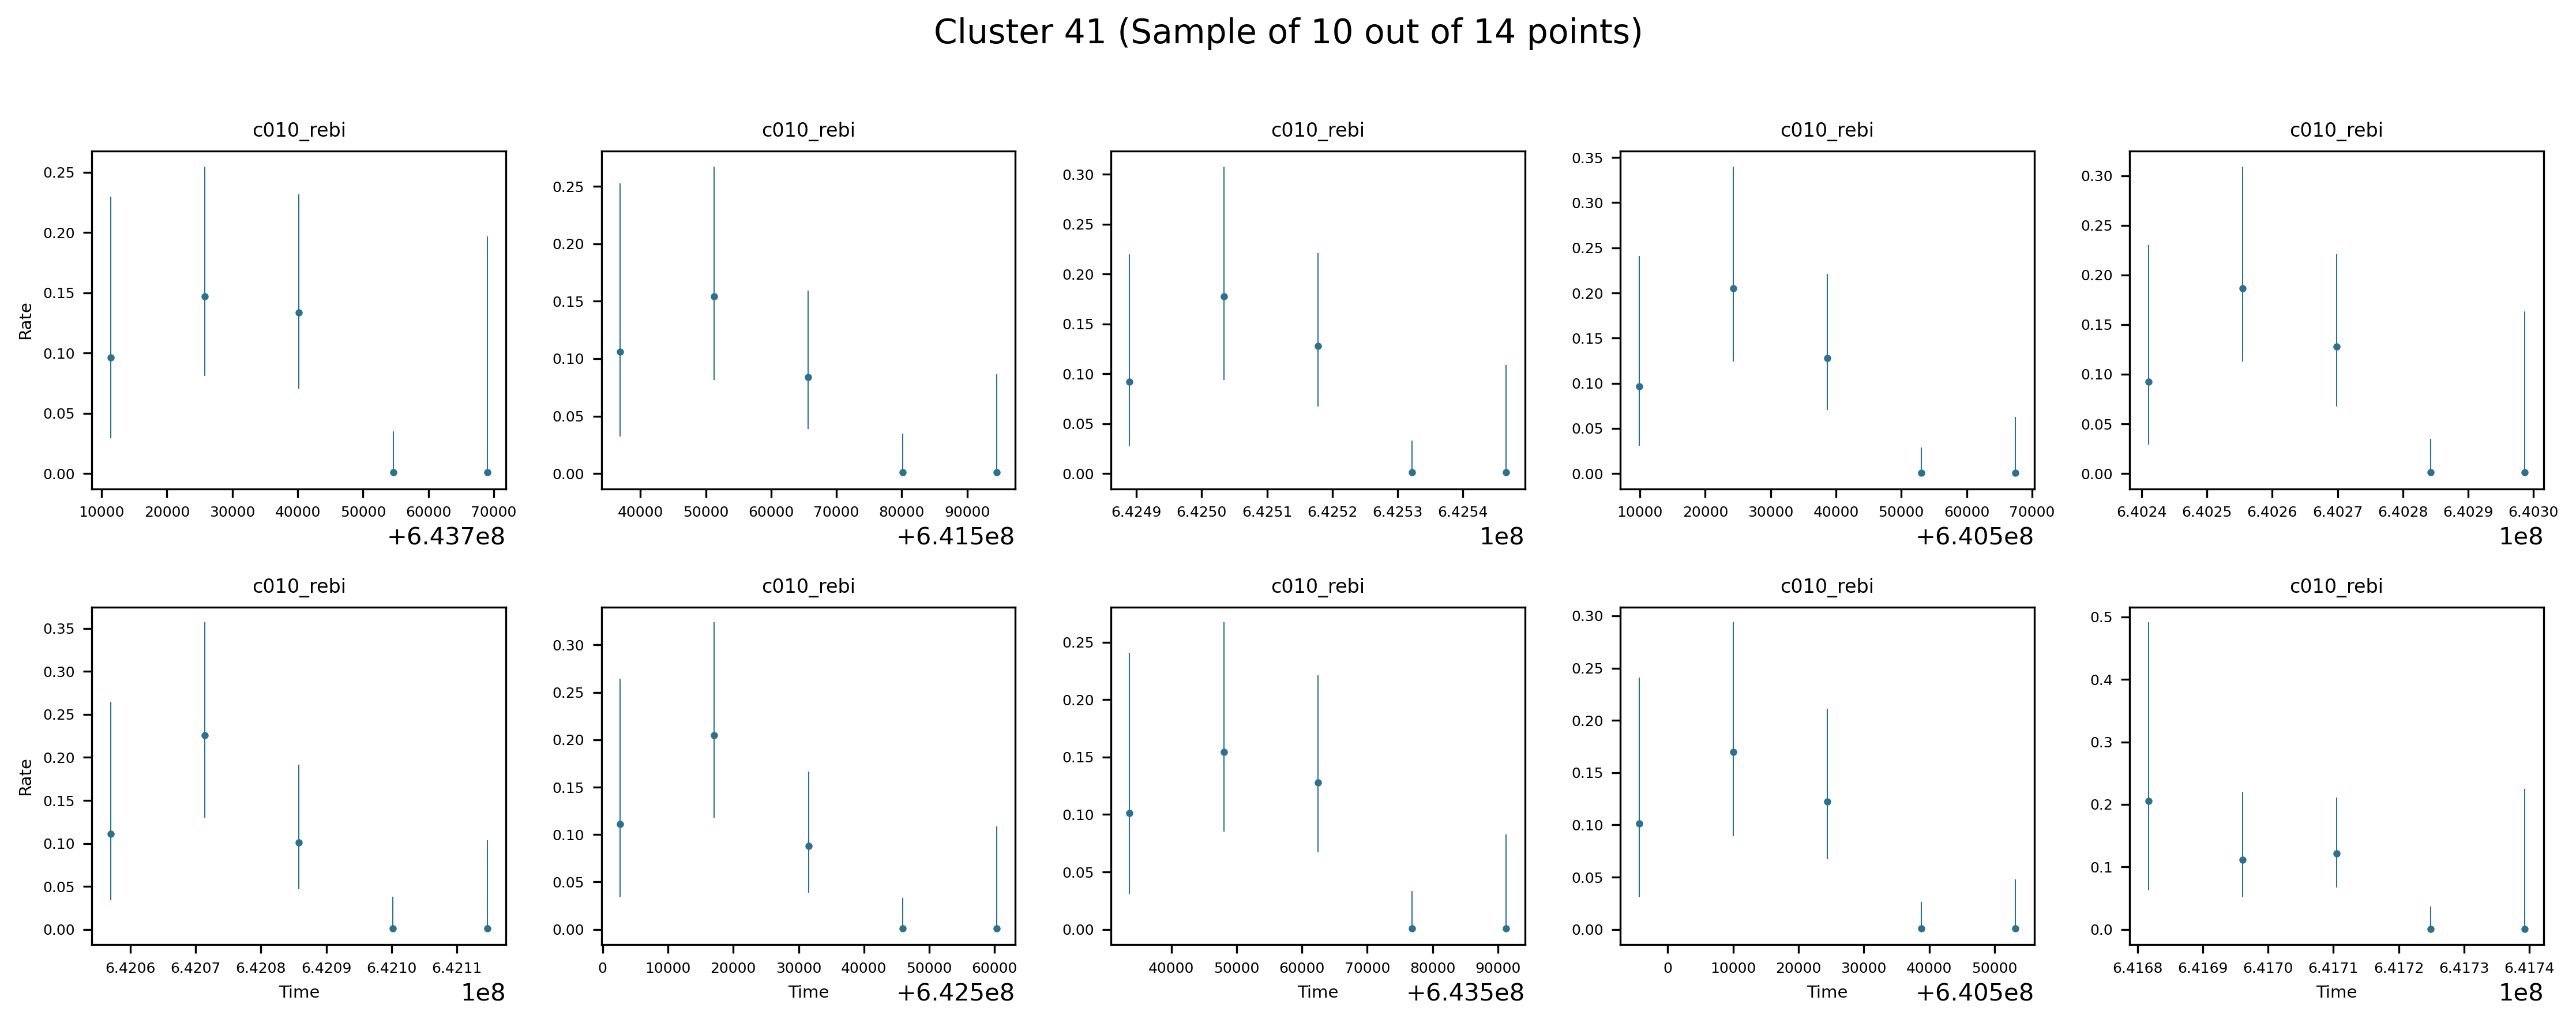 Cluster 41 (Sample of 10 out of 14 points)
c010_rebi c010_rebi c010_rebi c010_rebi c010_rebi
Rate
0.25
0.20
0.15
0.10
0.05
0.00
10000 20000 30000 40000 50000 60000 70000
+6.437e8
0.25
0.20
0.15
0.10
0.05
0.00
40000 50000 60000 70000 80000 90000
+6.415e8
0.30
0.25
0.20
0.15
0.10
0.05
0.00
6.4249 6.4250 6.4251 6.4252 6.4253 6.4254
1e8
0.35
0.30
0.25
0.20
0.15
0.10
0.05
0.00
10000 20000 30000 40000 50000 60000 70000
+6.405e8
0.30
0.25
0.20
0.15
0.10
0.05
0.00
6.4024 6.4025 6.4026 6.4027 6.4028 6.4029 6.4030
1e8
c010_rebi c010_rebi c010_rebi c010_rebi c010_rebi
Rate
0.35
0.30
0.25
0.20
0.15
0.10
0.05
0.00
6.4206 6.4207 6.4208 6.4209 6.4210 6.4211
Time 1e8
0.30
0.25
0.20
0.15
0.10
0.05
0.00
0 10000 20000 30000 40000 50000 60000
Time +6.425e8
0.25
0.20
0.15
0.10
0.05
0.00
40000 50000 60000 70000 80000 90000
Time +6.435e8
0.30
0.25
0.20
0.15
0.10
0.05
0.00
0 10000 20000 30000 40000 50000
Time +6.405e8
0.5
0.4
0.3
0.2
0.1
0.0
6.4168 6.4169 6.4170 6.4171 6.4172 6.4173 6.4174
Time 1e8